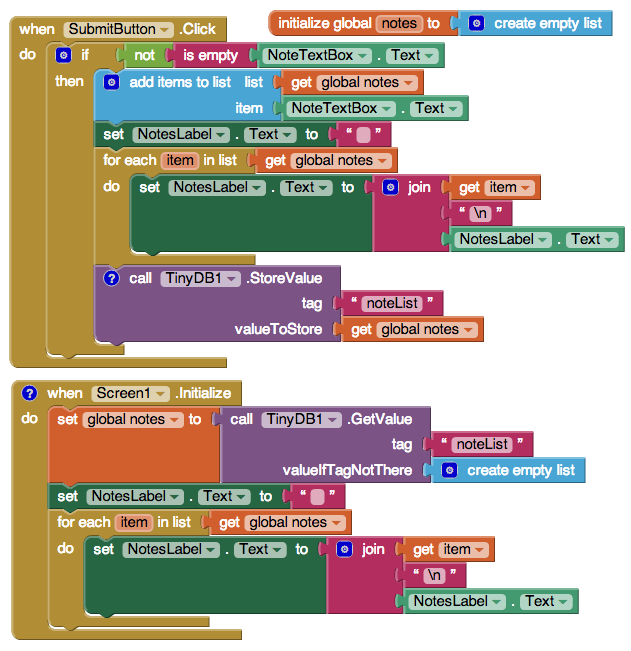 when SubmitButton .Click
initialize global notes to create empty list
do if not is empty NoteTextBox . Text
then add items to list list get global notes
item NoteTextBox . Text
set NotesLabel . Text to “ ”
for each item in list get global notes
do set NotesLabel . Text to join get item
“ \n ”
NotesLabel . Text
? call TinyDB1 .StoreValue
tag “ noteList ”
valueToStore get global notes
? when Screen1 .Initialize
do set global notes to call TinyDB1 .GetValue
tag “ noteList ”
valueIfTagNotThere create empty list
set NotesLabel . Text to “ ”
for each item in list get global notes
do set NotesLabel . Text to join get item
“ \n ”
NotesLabel . Text